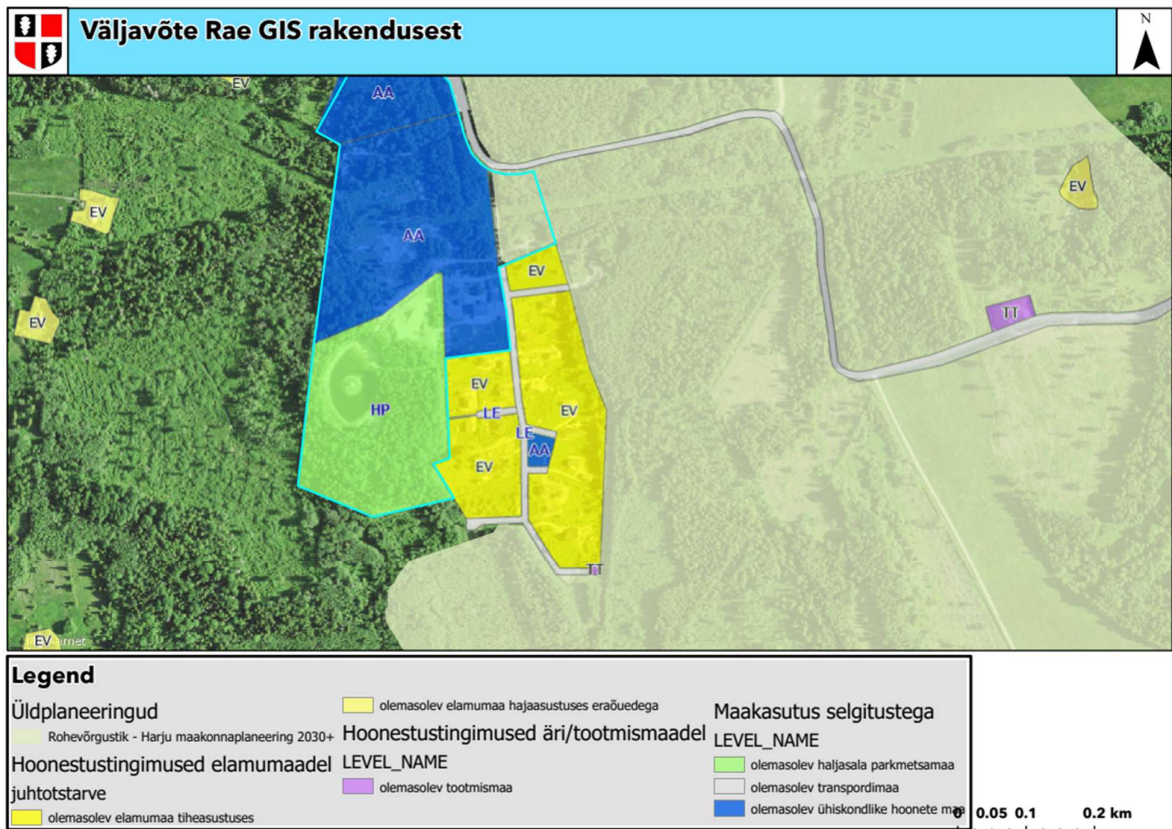 Väljavõte Rae GIS rakendusest
N
EV
AA
EV
EV
AA
EV
EV
TT
EV
EV
HP
LE
EV
LE
AA
EV
TT
EV
Legend
Üldplaneeringud
Rohevõrgustik - Harju maakonnaplaneering 2030+
Hoonestustingimused elamumaadel
juhtotstarve
olemasolev elamumaa tiheasustuses
olemasolev elamumaa hajaasustuses eraõuedega
Hoonestustingimused äri/tootmismaadel
LEVEL_NAME
olemasolev tootmismaa
Maakasutus selgitustega
LEVEL_NAME
olemasolev haljasala parkmetsamaa
olemasolev transpordimaa
olemasolev ühiskondlike hoonete maa
0 0.05 0.1 0.2 km